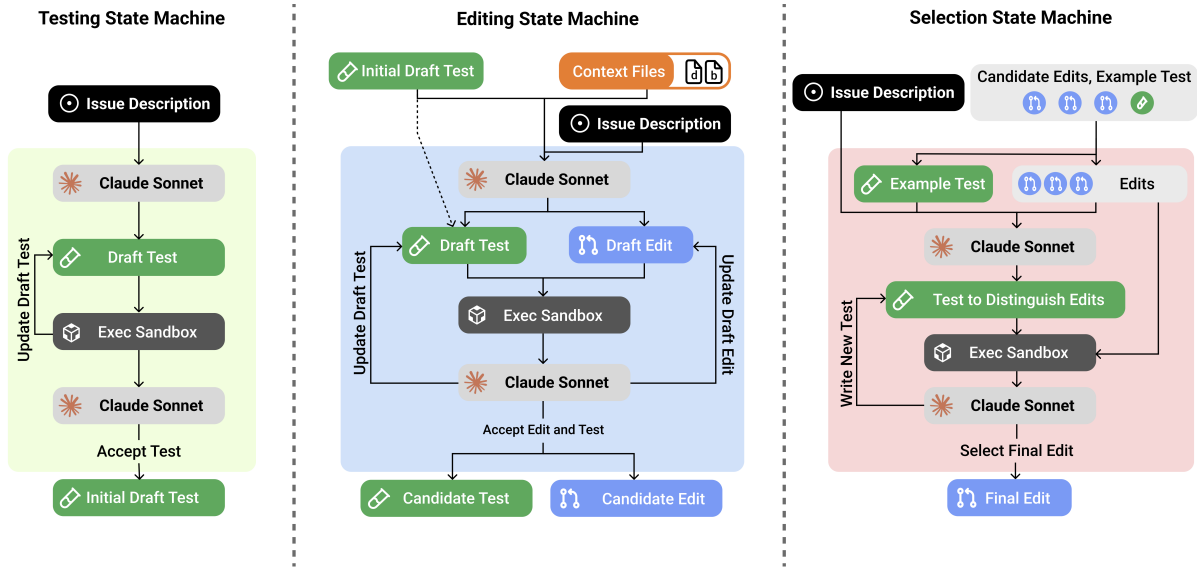 Testing State Machine
Issue Description
Claude Sonnet
Draft Test
Update Draft Test
Exec Sandbox
Claude Sonnet
Accept Test
Initial Draft Test
Editing State Machine
Initial Draft Test
Context Files
d
b
Issue Description
Claude Sonnet
Draft Test
Draft Edit
Update Draft Test
Update Draft Edit
Exec Sandbox
Claude Sonnet
Accept Edit and Test
Candidate Test
Candidate Edit
Selection State Machine
Issue Description
Candidate Edits, Example Test
Example Test
Edits
Claude Sonnet
Test to Distinguish Edits
Write New Test
Exec Sandbox
Claude Sonnet
Select Final Edit
Final Edit